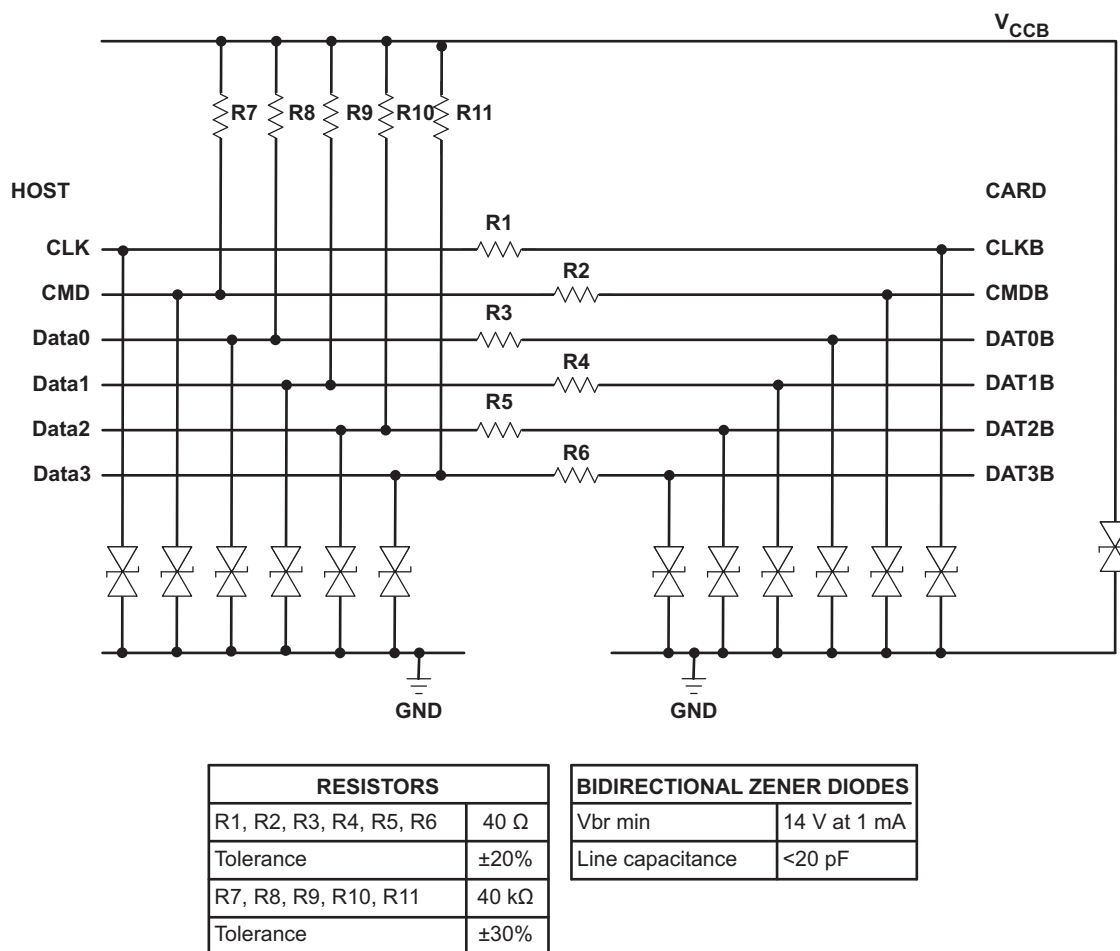 VCCB
R7 R8 R9 R10 R11
HOST CARD
R1
CLK CLKB
R2
CMD CMDB
R3
Data0 DAT0B
R4
Data1 DAT1B
R5
Data2 DAT2B
R6
Data3 DAT3B
GND GND
RESISTORS
R1, R2, R3, R4, R5, R6 40 Ω
Tolerance ±20%
R7, R8, R9, R10, R11 40 kΩ
Tolerance ±30%
BIDIRECTIONAL ZENER DIODES
Vbr min 14 V at 1 mA
Line capacitance <20 pF